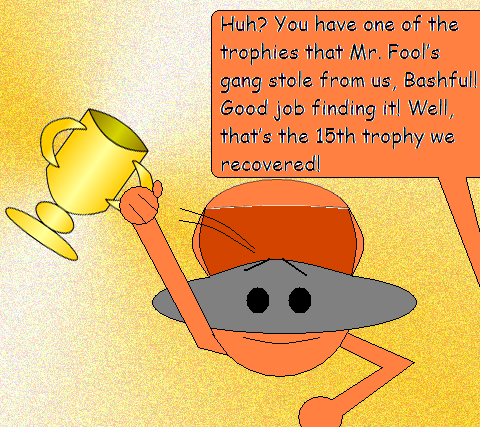 Huh? You have one of the
trophies that Mr. Fool's
gang stole from us, Bashful!
Good job finding it! Well,
that's the 15th trophy we
recovered!